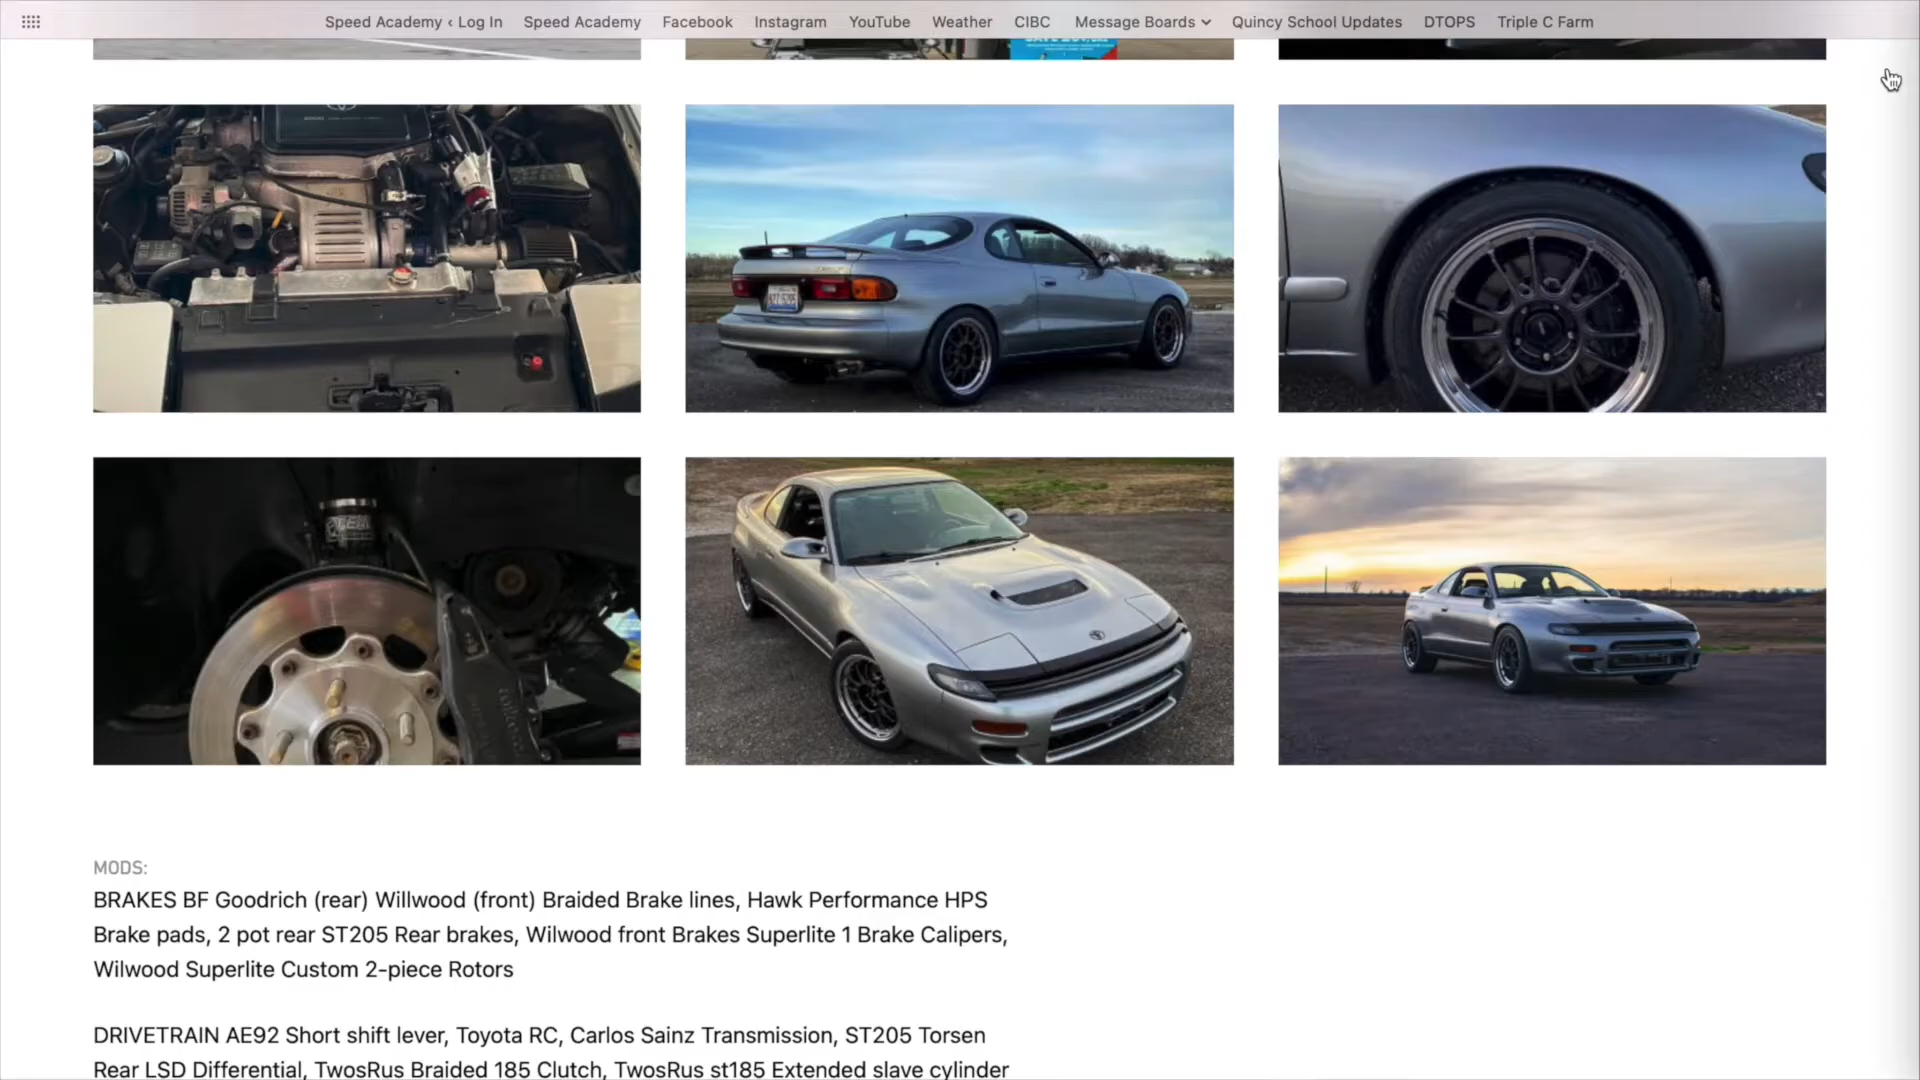 Speed Academy ‹ Log In Speed Academy Facebook Instagram YouTube Weather CIBC Message Boards Quincy School Updates DTOPS Triple C Farm
MODS:
BRAKES BF Goodrich (rear) Willwood (front) Braided Brake lines, Hawk Performance HPS
Brake pads, 2 pot rear ST205 Rear brakes, Wilwood front Brakes Superlite 1 Brake Calipers,
Wilwood Superlite Custom 2-piece Rotors
DRIVETRAIN AE92 Short shift lever, Toyota RC, Carlos Sainz Transmission, ST205 Torsen
Rear LSD Differential, TwosRus Braided 185 Clutch, TwosRus st185 Extended slave cylinder